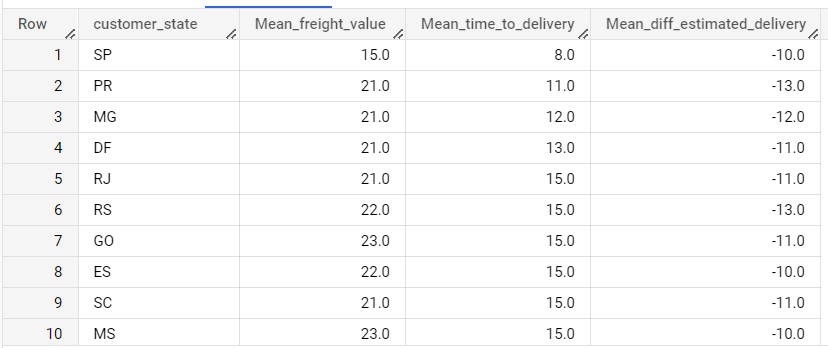 Row customer_state Mean_freight_value Mean_time_to_delivery Mean_diff_estimated_delivery
1 SP 15.0 8.0 -10.0
2 PR 21.0 11.0 -13.0
3 MG 21.0 12.0 -12.0
4 DF 21.0 13.0 -11.0
5 RJ 21.0 15.0 -11.0
6 RS 22.0 15.0 -13.0
7 GO 23.0 15.0 -11.0
8 ES 22.0 15.0 -10.0
9 SC 21.0 15.0 -11.0
10 MS 23.0 15.0 -10.0